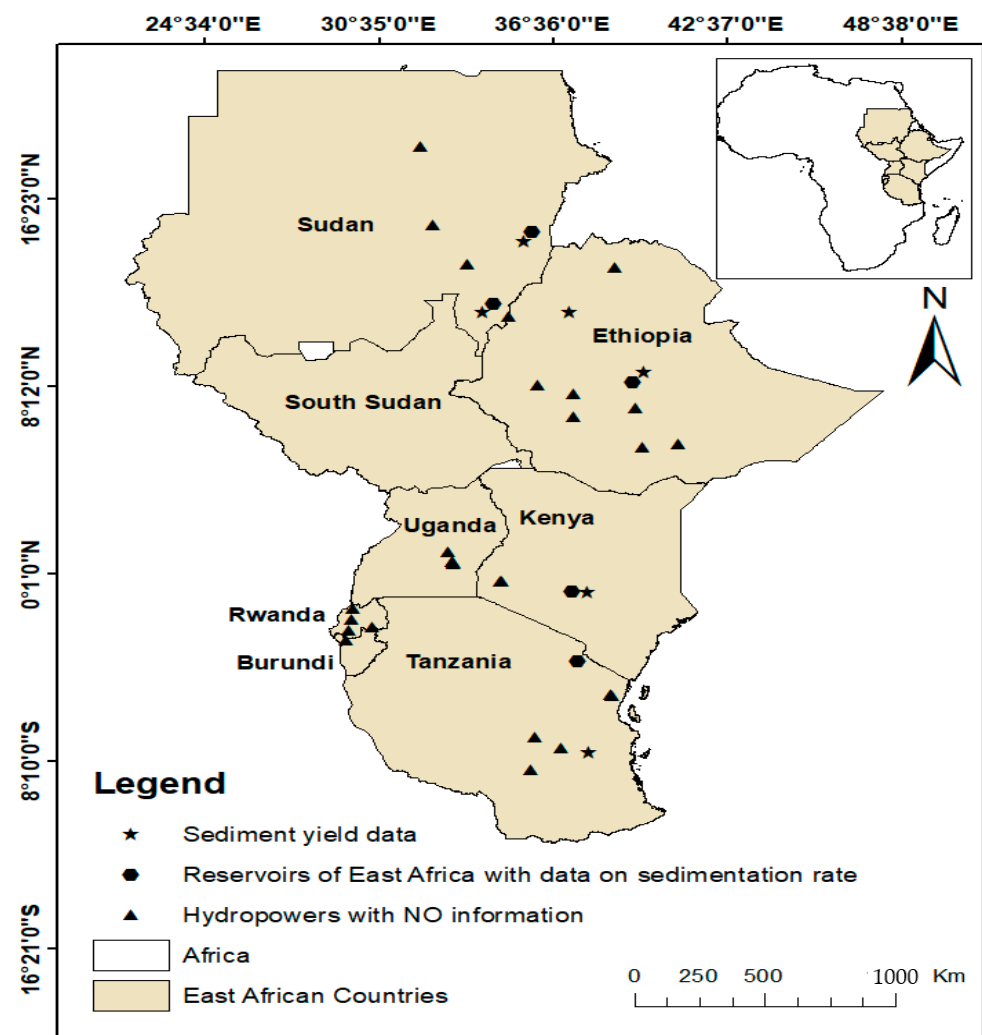 24°34'0"E 30°35'0"E 36°36'0"E 42°37'0"E 48°38'0"E
16°23'0"N
8°12'0"N
0°1'0"N
8°10'0"S
16°21'0"S
N
Sudan
Ethiopia
South Sudan
Uganda
Kenya
Rwanda
Burundi
Tanzania
Legend
Sediment yield data
Reservoirs of East Africa with data on sedimentation rate
Hydropowers with NO information
Africa
East African Countries
0 250 500 1000 Km